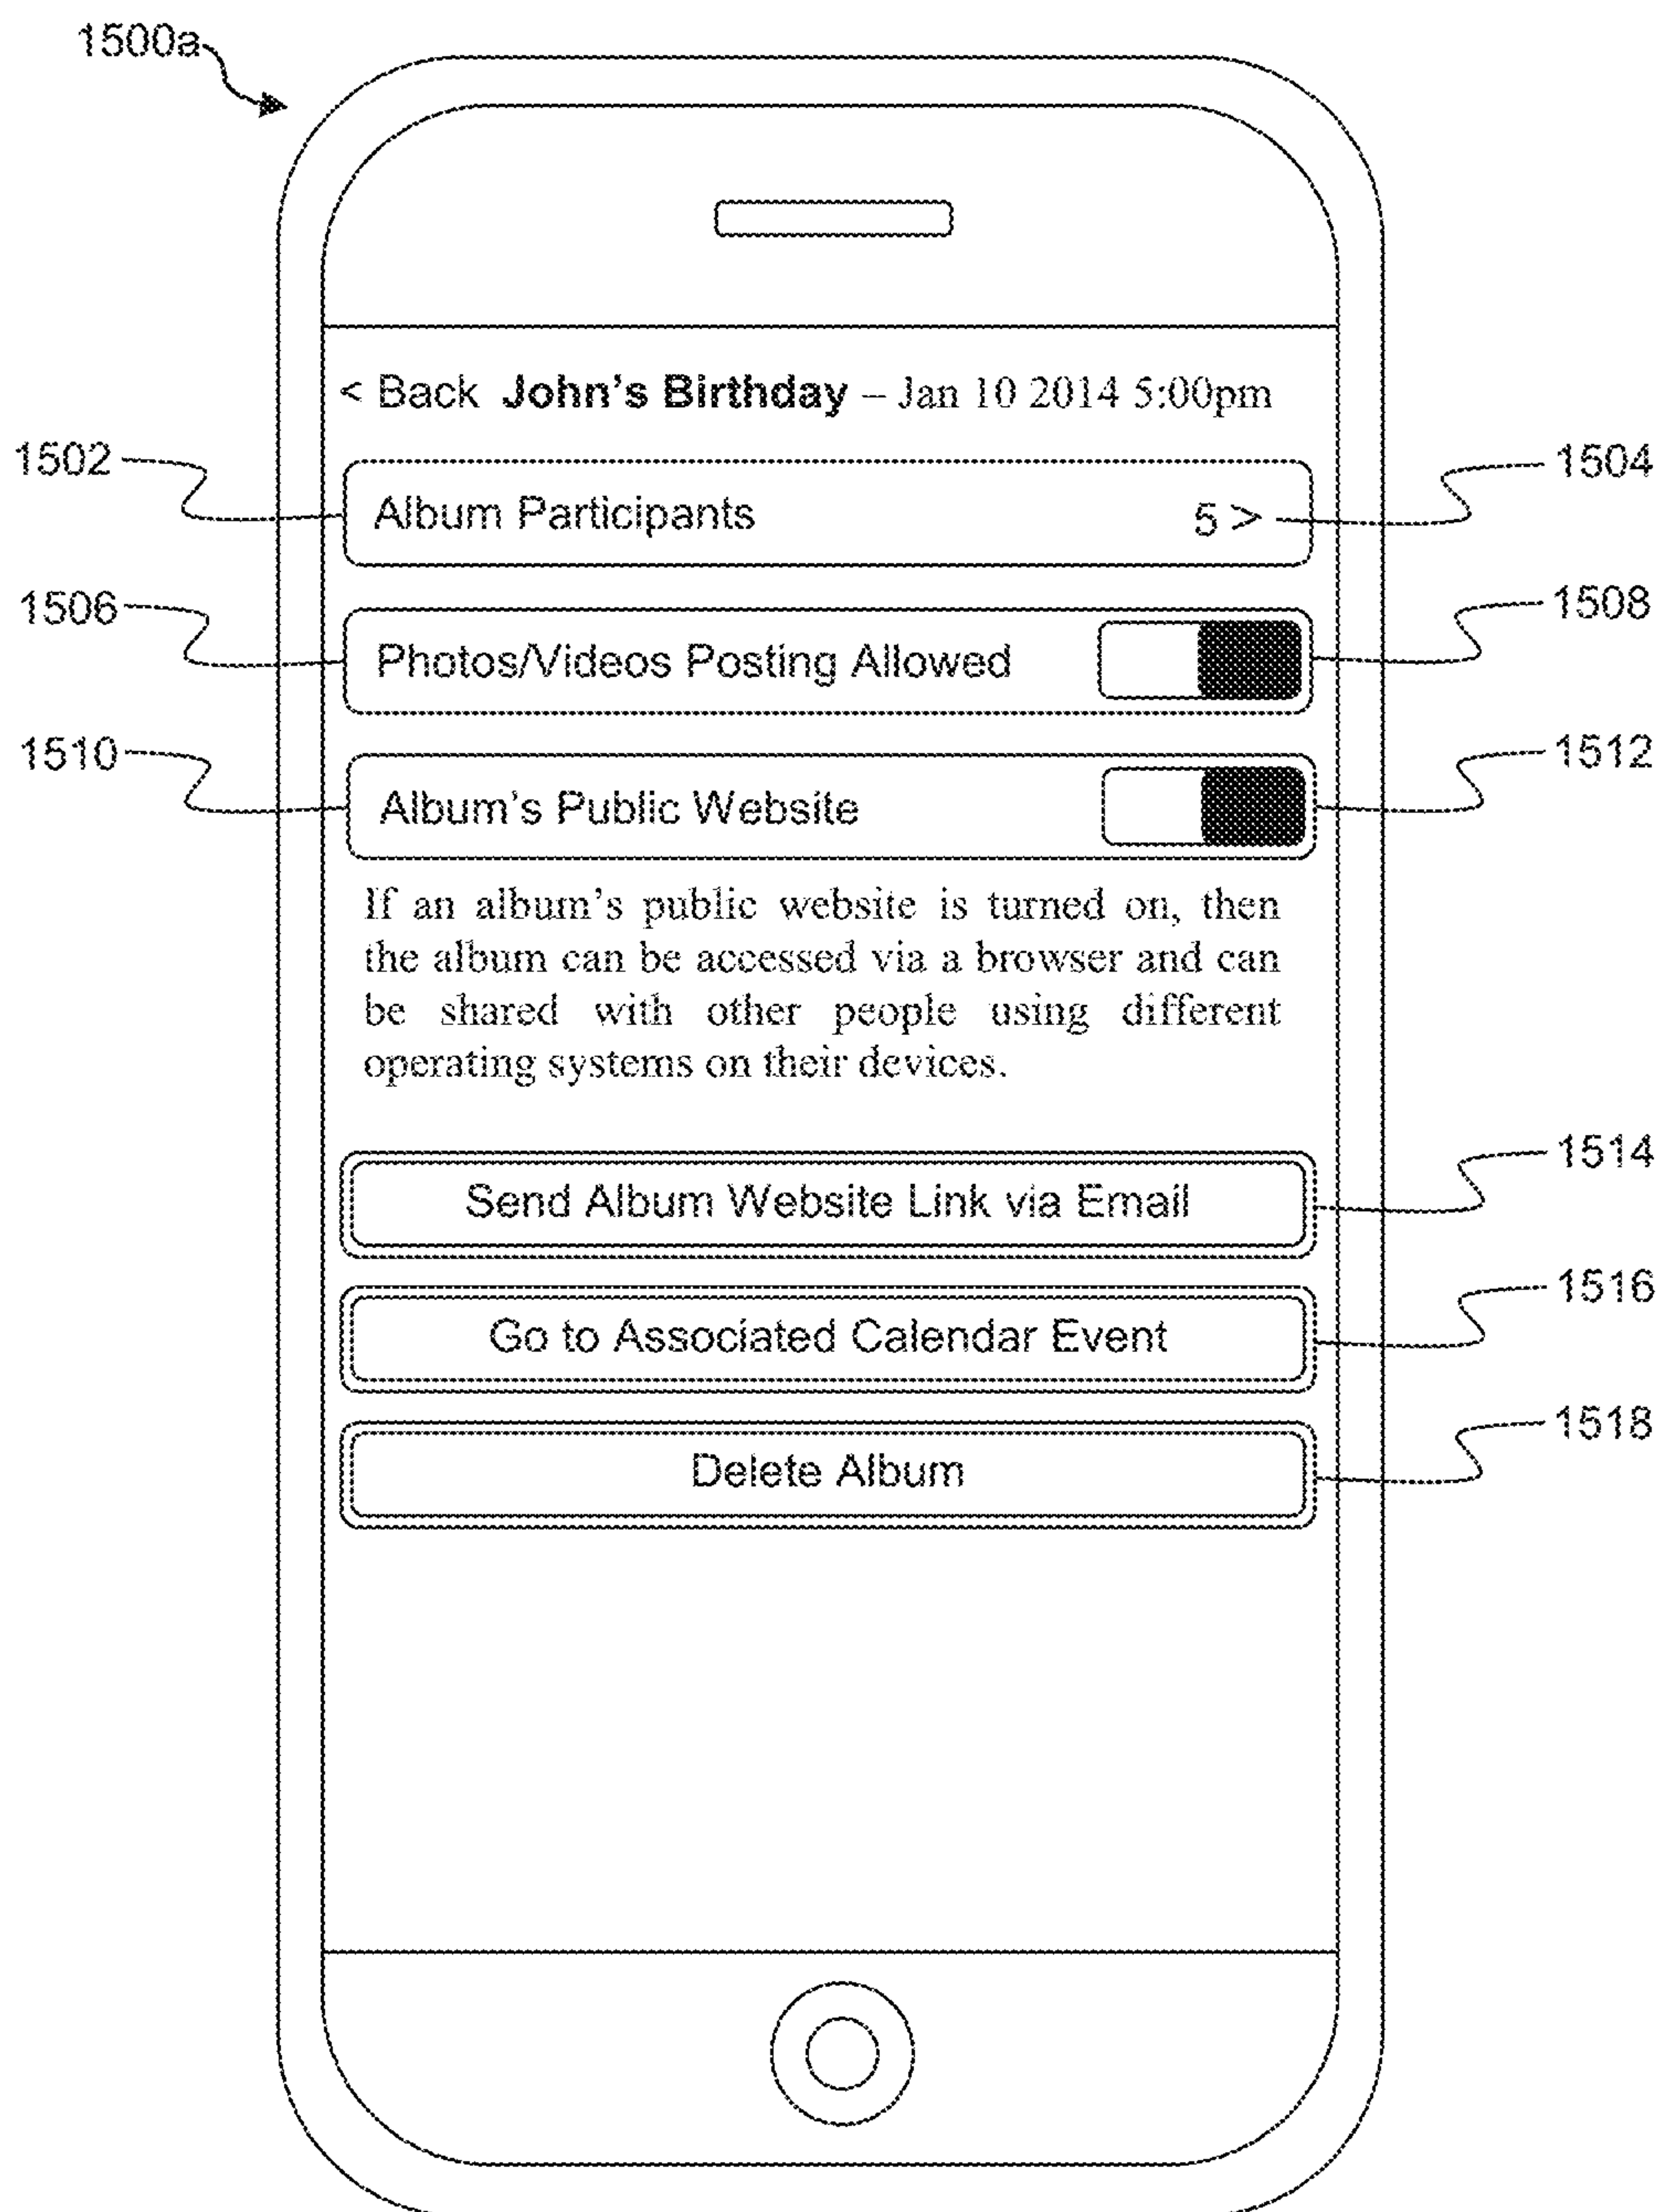 1500a
< Back John's Birthday – Jan 10 2014 5:00pm
1502
1504
Album Participants 5 >
1506
1508
Photos/Videos Posting Allowed
1510
1512
Album's Public Website
If an album's public website is turned on, then
the album can be accessed via a browser and can
be shared with other people using different
operating systems on their devices.
1514
Send Album Website Link via Email
1516
Go to Associated Calendar Event
1518
Delete Album